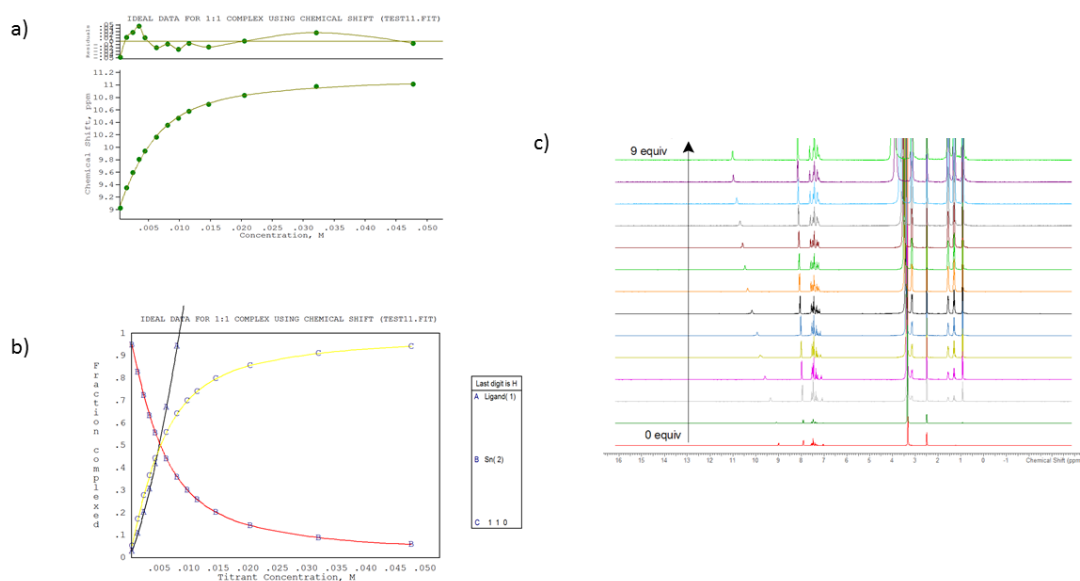 a)
IDEAL DATA FOR 1:1 COMPLEX USING CHEMICAL SHIFT (TEST11.FIT)
Residuals
11.2
11
10.8
10.6
10.4
10.2
10
9.8
9.6
9.4
9.2
9
Chemical Shift, ppm
.005 .010 .015 .020 .025 .030 .035 .040 .045 .050
Concentration, M
b)
IDEAL DATA FOR 1:1 COMPLEX USING CHEMICAL SHIFT (TEST11.FIT)
1
.9
.8
.7
.6
.5
.4
.3
.2
.1
0
Fraction complexed
.005 .010 .015 .020 .025 .030 .035 .040 .045 .050
Titrant Concentration, M
Last digit is H
A Ligand( 1)
B Sn( 2)
C 1 1 0
c)
9 equiv
0 equiv
16 15 14 13 12 11 10 9 8 7 6 5 4 3 2 1 0 -1
Chemical Shift (ppm)